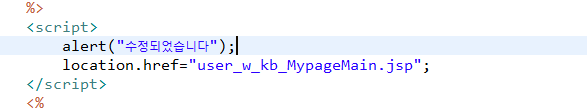 %>
<script>
alert("수정되었습니다");
location.href="user_w_kb_MypageMain.jsp";
</script>
<%